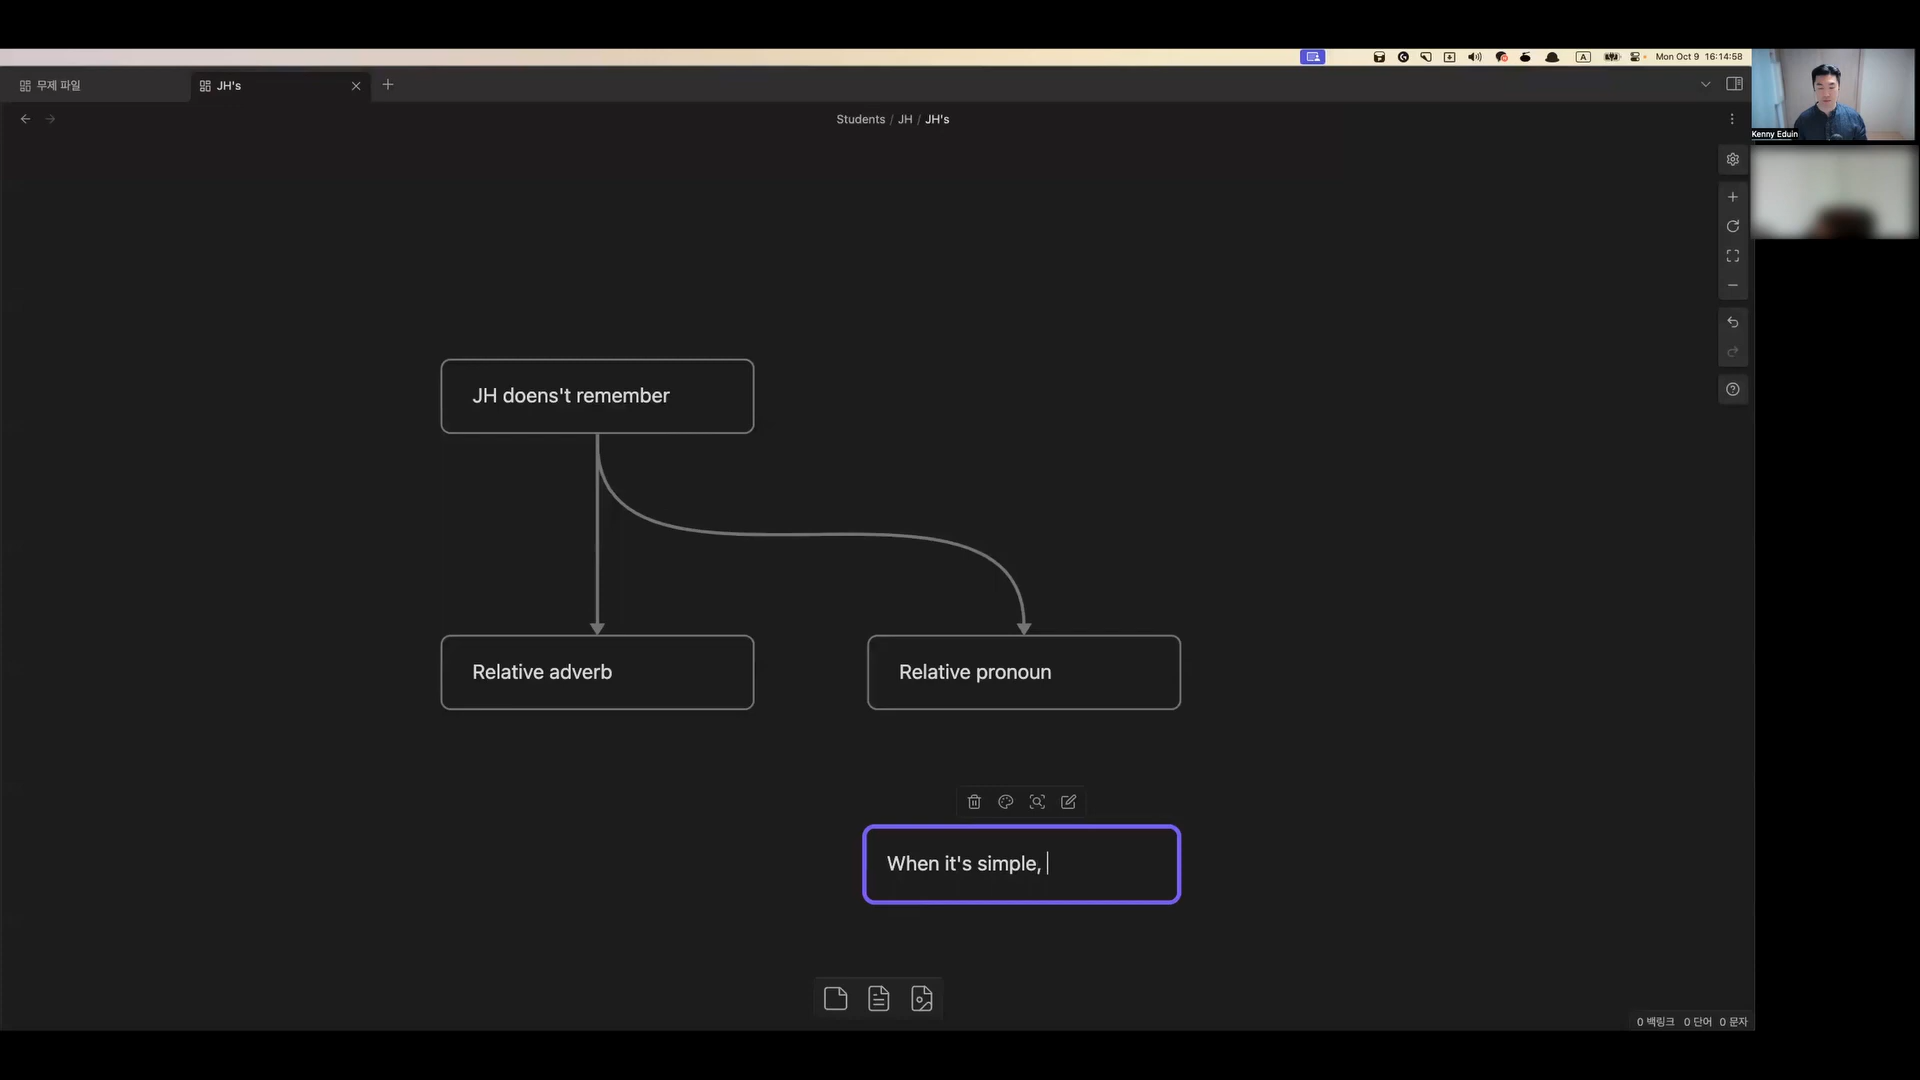 Mon Oct 9 16:14:58
무제 파일
JH's
Students / JH / JH's
Kenny Eduin
JH doens't remember
Relative adverb
Relative pronoun
When it's simple,
0 백링크 0 단어 0 문자